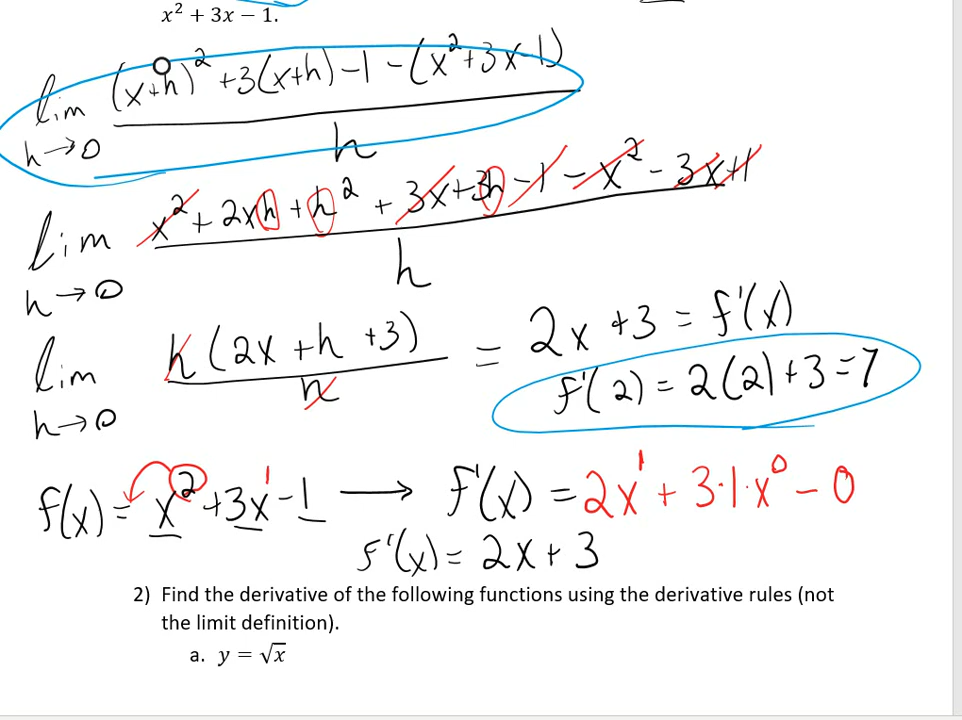 x² + 3x − 1.
lim h→0 ((x+h)² + 3(x+h) − 1 − (x² + 3x − 1)) / h
lim h→0 (x² + 2xh + h² + 3x + 3h − 1 − x² − 3x + 1) / h
lim h→0 h(2x + h + 3) / h = 2x + 3 = f'(x)
f'(2) = 2(2) + 3 = 7
f(x) = x² + 3x¹ − 1 → f'(x) = 2x¹ + 3·1·x⁰ − 0
f'(x) = 2x + 3
2) Find the derivative of the following functions using the derivative rules (not
the limit definition).
a. y = √x